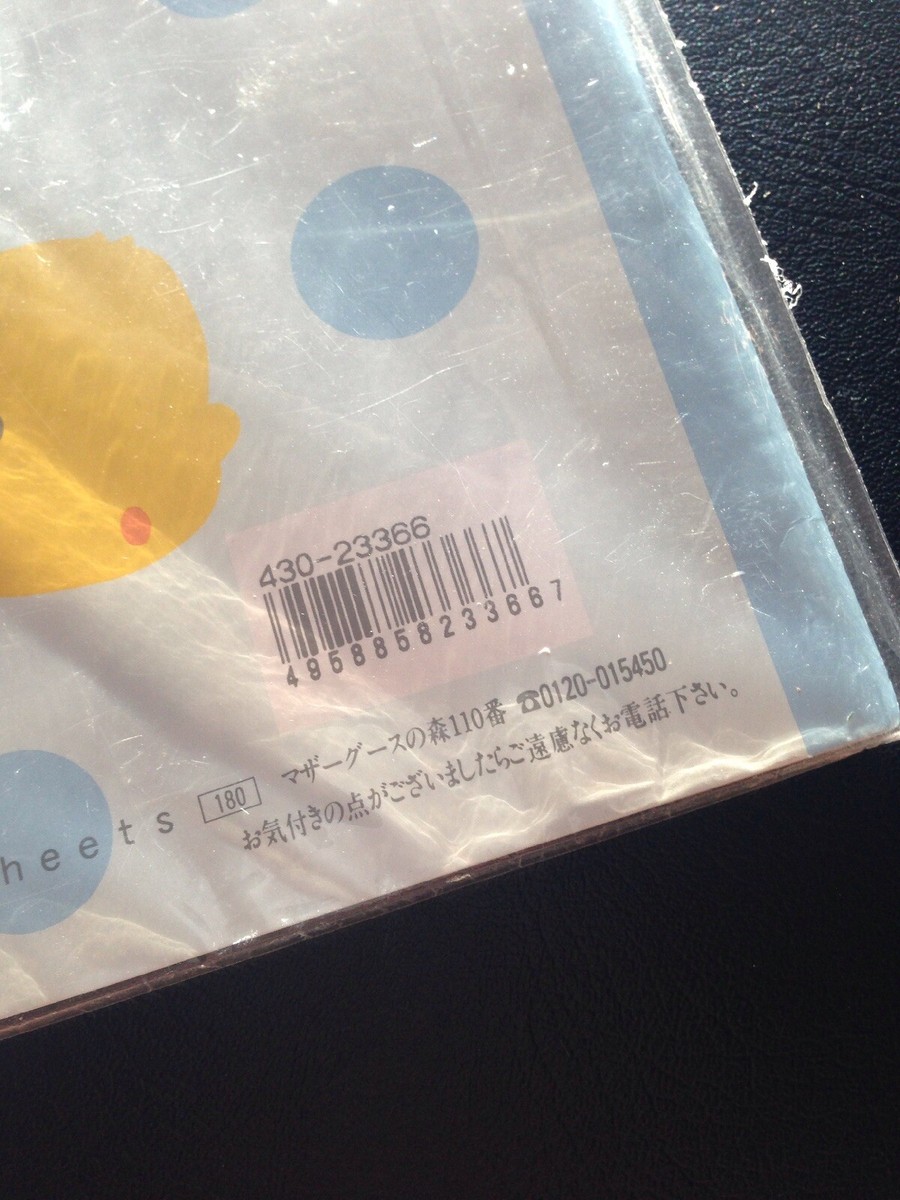 430-23366
4958858233667
マザーグースの森110番 ☎0120-015450
heets 180
お気付きの点がございましたらご遠慮なくお電話下さい。